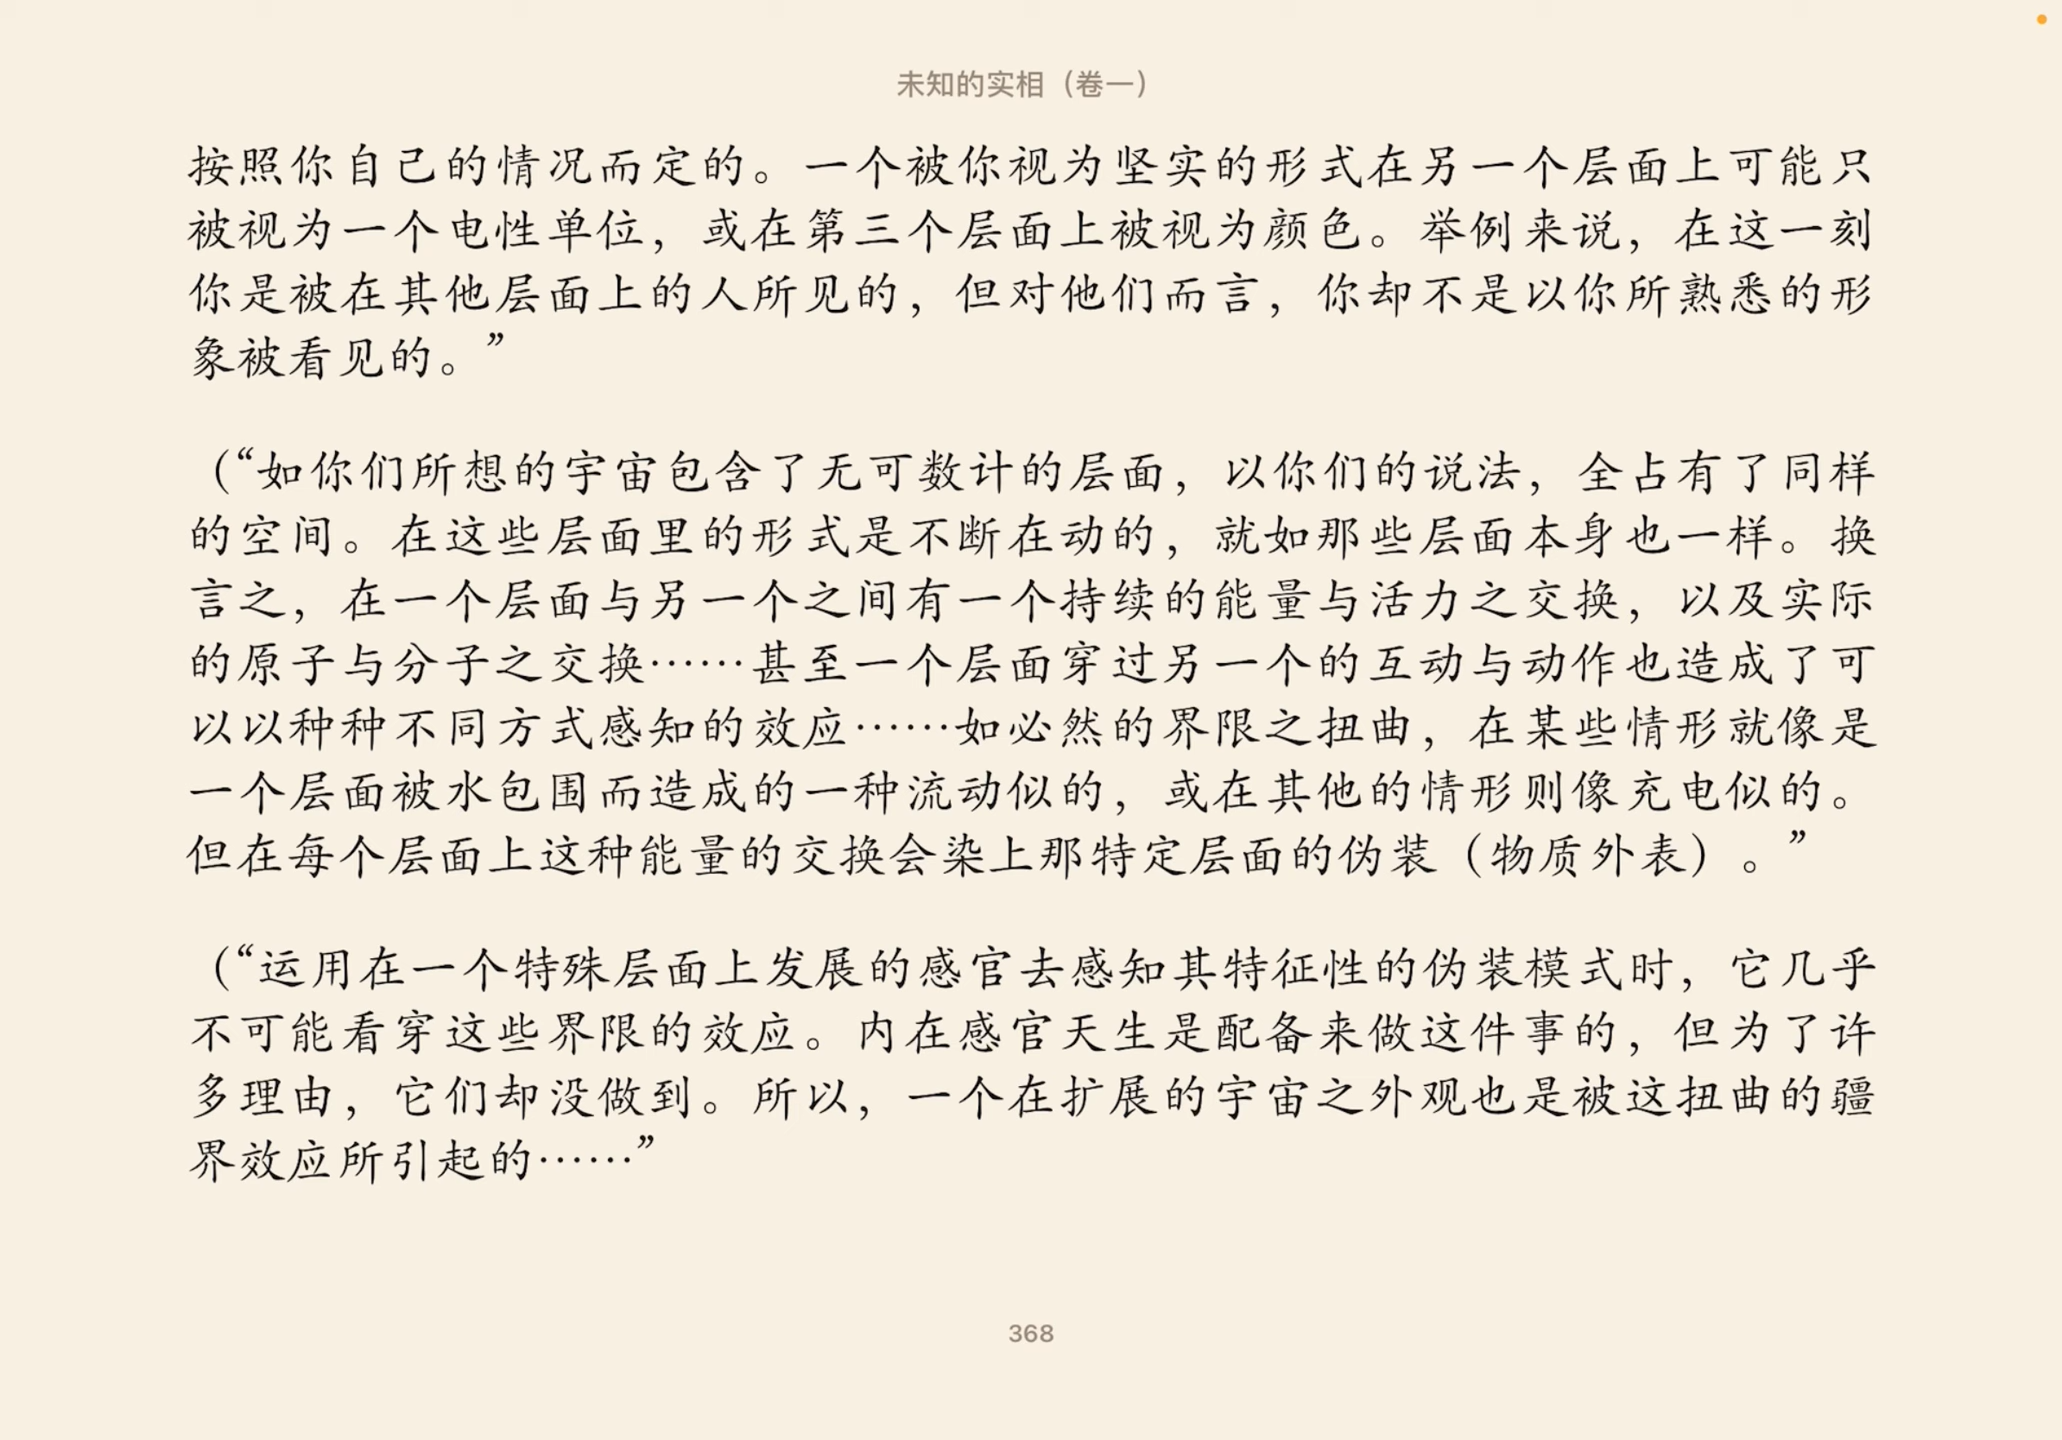 未知的实相（卷一）
按照你自己的情况而定的。一个被你视为坚实的形式在另一个层面上可能只
被视为一个电性单位，或在第三个层面上被视为颜色。举例来说，在这一刻
你是被在其他层面上的人所见的，但对他们而言，你却不是以你所熟悉的形
象被看见的。”
（“如你们所想的宇宙包含了无可数计的层面，以你们的说法，全占有了同样
的空间。在这些层面里的形式是不断在动的，就如那些层面本身也一样。换
言之，在一个层面与另一个之间有一个持续的能量与活力之交换，以及实际
的原子与分子之交换……甚至一个层面穿过另一个的互动与动作也造成了可
以以种种不同方式感知的效应……如必然的界限之扭曲，在某些情形就像是
一个层面被水包围而造成的一种流动似的，或在其他的情形则像充电似的。
但在每个层面上这种能量的交换会染上那特定层面的伪装（物质外表）。”
（“运用在一个特殊层面上发展的感官去感知其特征性的伪装模式时，它几乎
不可能看穿这些界限的效应。内在感官天生是配备来做这件事的，但为了许
多理由，它们却没做到。所以，一个在扩展的宇宙之外观也是被这扭曲的疆
界效应所引起的……”
368